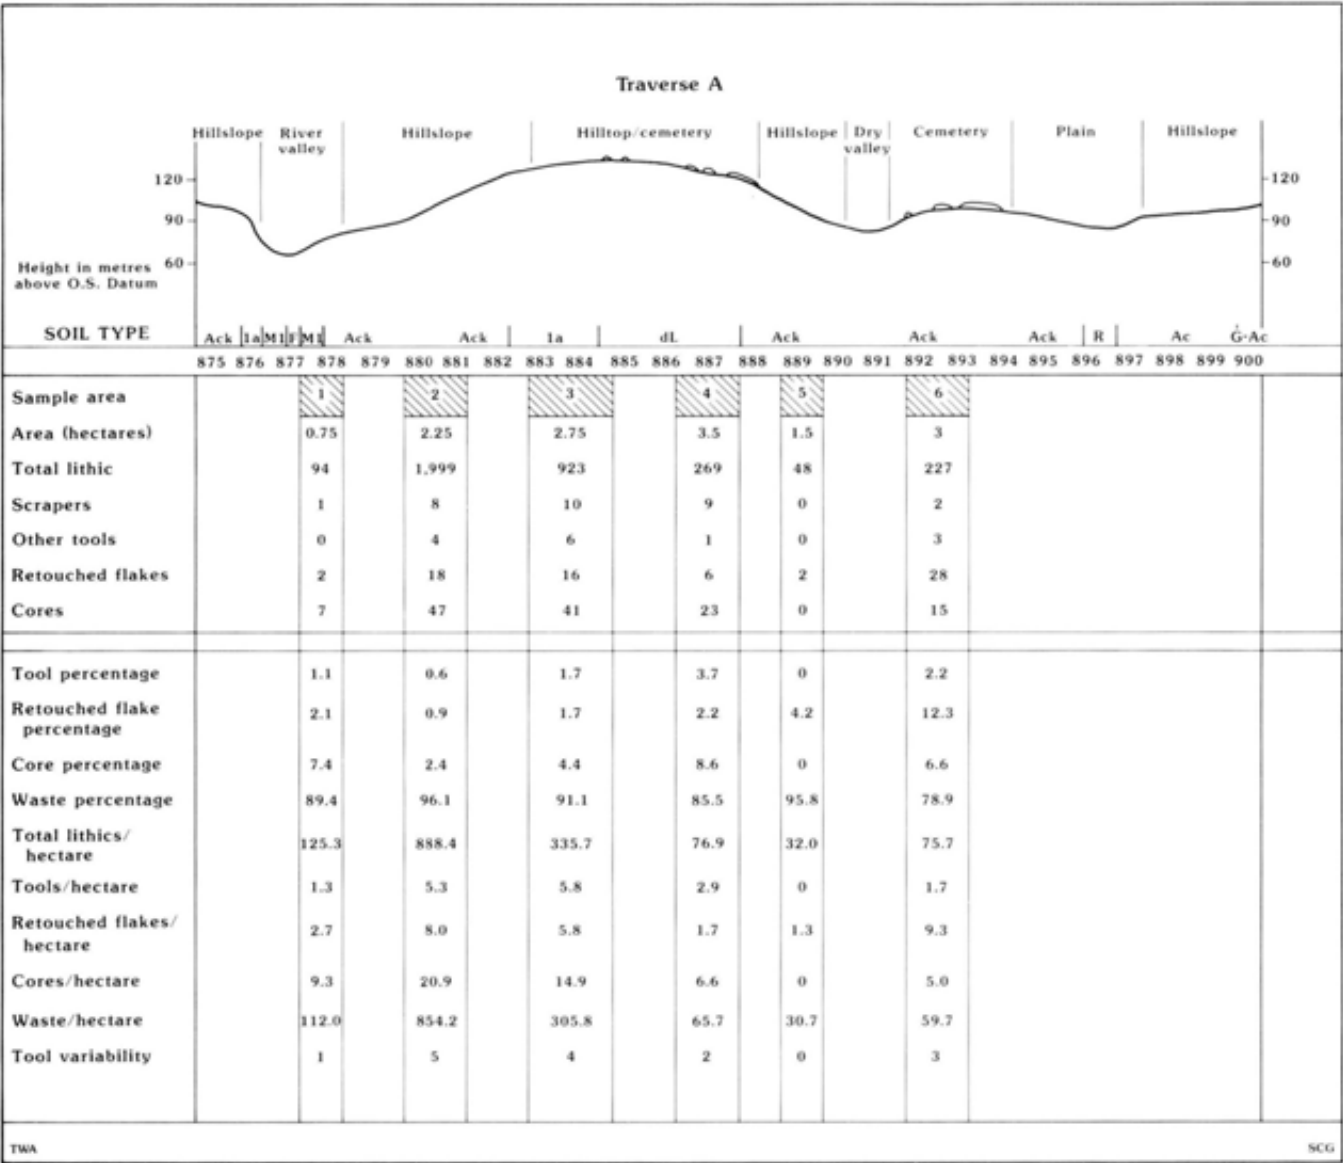 Traverse A
Hillslope River valley Hillslope Hilltop/cemetery Hillslope Dry valley Cemetery Plain Hillslope
120 120
90 90
60 60
Height in metres
above O.S. Datum
SOIL TYPE Ack 1a M1 F M1 Ack Ack 1a dL Ack Ack Ack R Ac G-Ac
875 876 877 878 879 880 881 882 883 884 885 886 887 888 889 890 891 892 893 894 895 896 897 898 899 900
Sample area 1 2 3 4 5 6
Area (hectares) 0.75 2.25 2.75 3.5 1.5 3
Total lithic 94 1,999 923 269 48 227
Scrapers 1 8 10 9 0 2
Other tools 0 4 6 1 0 3
Retouched flakes 2 18 16 6 2 28
Cores 7 47 41 23 0 15
Tool percentage 1.1 0.6 1.7 3.7 0 2.2
Retouched flake
percentage 2.1 0.9 1.7 2.2 4.2 12.3
Core percentage 7.4 2.4 4.4 8.6 0 6.6
Waste percentage 89.4 96.1 91.1 85.5 95.8 78.9
Total lithics/
hectare 125.3 888.4 335.7 76.9 32.0 75.7
Tools/hectare 1.3 5.3 5.8 2.9 0 1.7
Retouched flakes/
hectare 2.7 8.0 5.8 1.7 1.3 9.3
Cores/hectare 9.3 20.9 14.9 6.6 0 5.0
Waste/hectare 112.0 854.2 305.8 65.7 30.7 59.7
Tool variability 1 5 4 2 0 3
TWA SCG